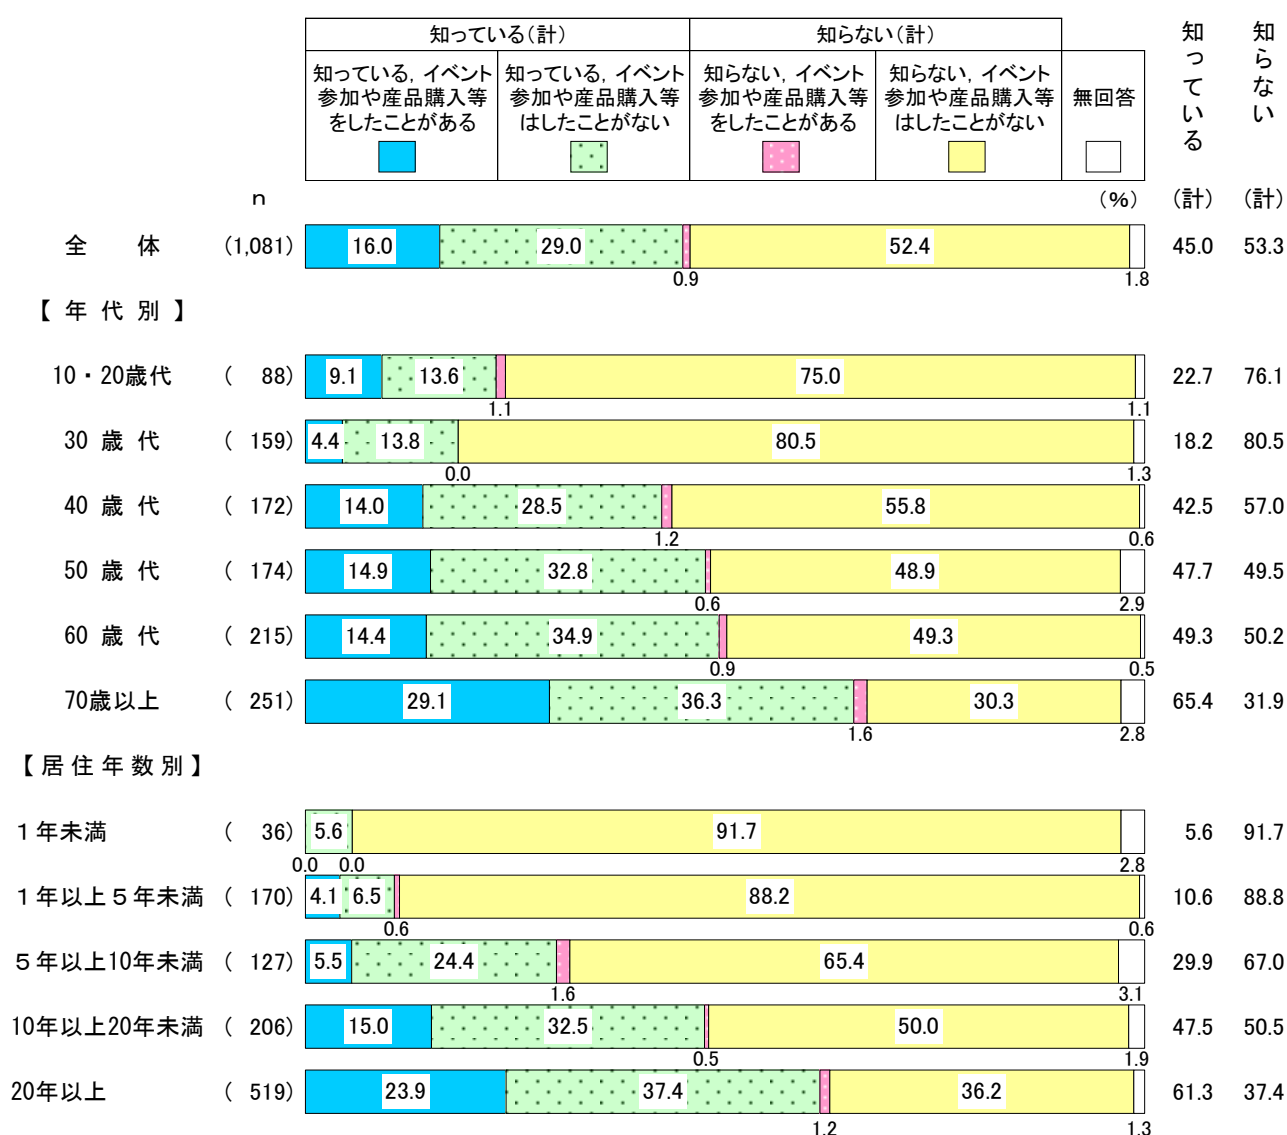 知っている(計) 知らない(計) 知っている 知らない
知っている, イベント参加や産品購入等をしたことがある
知っている, イベント参加や産品購入等はしたことがない
知らない, イベント参加や産品購入等をしたことがある
知らない, イベント参加や産品購入等はしたことがない
無回答
n (%) (計) (計)
全 体 (1,081) 16.0 29.0 52.4 45.0 53.3
0.9 1.8
【 年 代 別 】
10・20歳代 ( 88) 9.1 13.6 75.0 22.7 76.1
1.1 1.1
30 歳 代 ( 159) 4.4 13.8 80.5 18.2 80.5
0.0 1.3
40 歳 代 ( 172) 14.0 28.5 55.8 42.5 57.0
1.2 0.6
50 歳 代 ( 174) 14.9 32.8 48.9 47.7 49.5
0.6 2.9
60 歳 代 ( 215) 14.4 34.9 49.3 49.3 50.2
0.9 0.5
70歳以上 ( 251) 29.1 36.3 30.3 65.4 31.9
1.6 2.8
【 居 住 年 数 別 】
1年未満 ( 36) 5.6 91.7 5.6 91.7
0.0 0.0 2.8
1年以上5年未満 ( 170) 4.1 6.5 88.2 10.6 88.8
0.6 0.6
5年以上10年未満 ( 127) 5.5 24.4 65.4 29.9 67.0
1.6 3.1
10年以上20年未満 ( 206) 15.0 32.5 50.0 47.5 50.5
0.5 1.9
20年以上 ( 519) 23.9 37.4 36.2 61.3 37.4
1.2 1.3